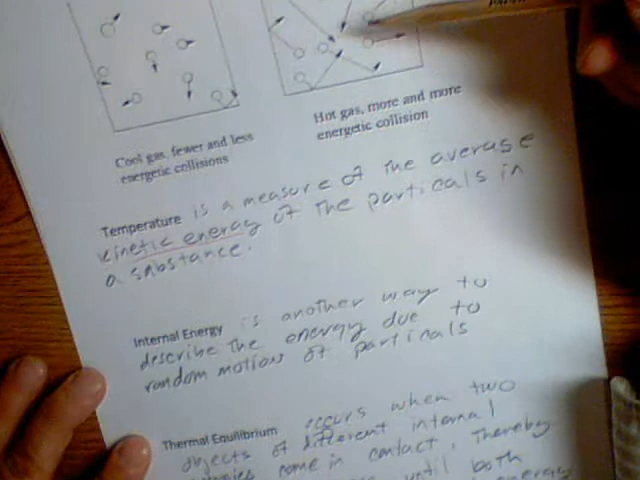 Cool gas, fewer and less
energetic collisions
Hot gas, more and more
energetic collision
Temperature is a measure of the average
kinetic energy of the particals in
a substance.
Internal Energy is another way to
describe the energy due to
random motion of particals
Thermal Equilibrium occurs when two
objects of different internal
come in contact, thereby
until both
energy